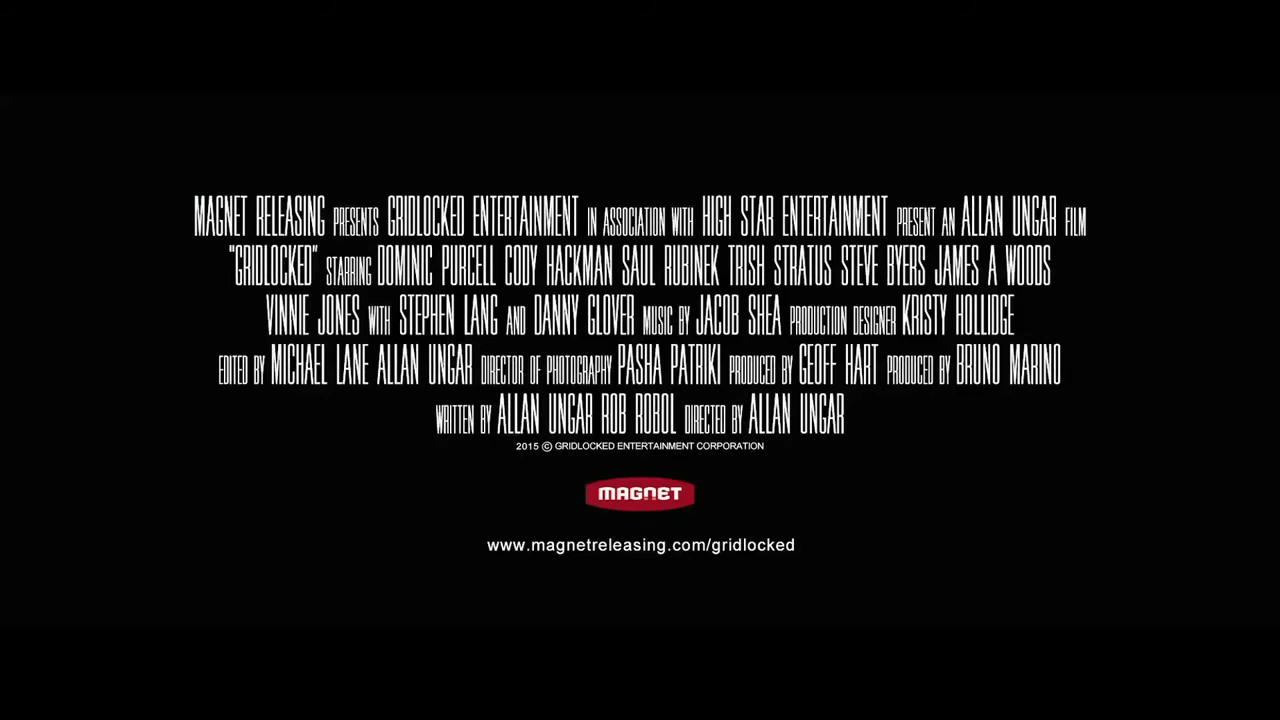 MAGNET RELEASING PRESENTS GRIDLOCKED ENTERTAINMENT IN ASSOCIATION WITH HIGH STAR ENTERTAINMENT PRESENT AN ALLAN UNGAR FILM
"GRIDLOCKED" STARRING DOMINIC PURCELL CODY HACKMAN SAUL RUBINEK TRISH STRATUS STEVE BYERS JAMES A WOODS
VINNIE JONES WITH STEPHEN LANG AND DANNY GLOVER MUSIC BY JACOB SHEA PRODUCTION DESIGNER KRISTY HOLLIDGE
EDITED BY MICHAEL LANE ALLAN UNGAR DIRECTOR OF PHOTOGRAPHY PASHA PATRIKI PRODUCED BY GEOFF HART PRODUCED BY BRUNO MARINO
WRITTEN BY ALLAN UNGAR ROB ROBOL DIRECTED BY ALLAN UNGAR
2015 © GRIDLOCKED ENTERTAINMENT CORPORATION
MAGNET
www.magnetreleasing.com/gridlocked